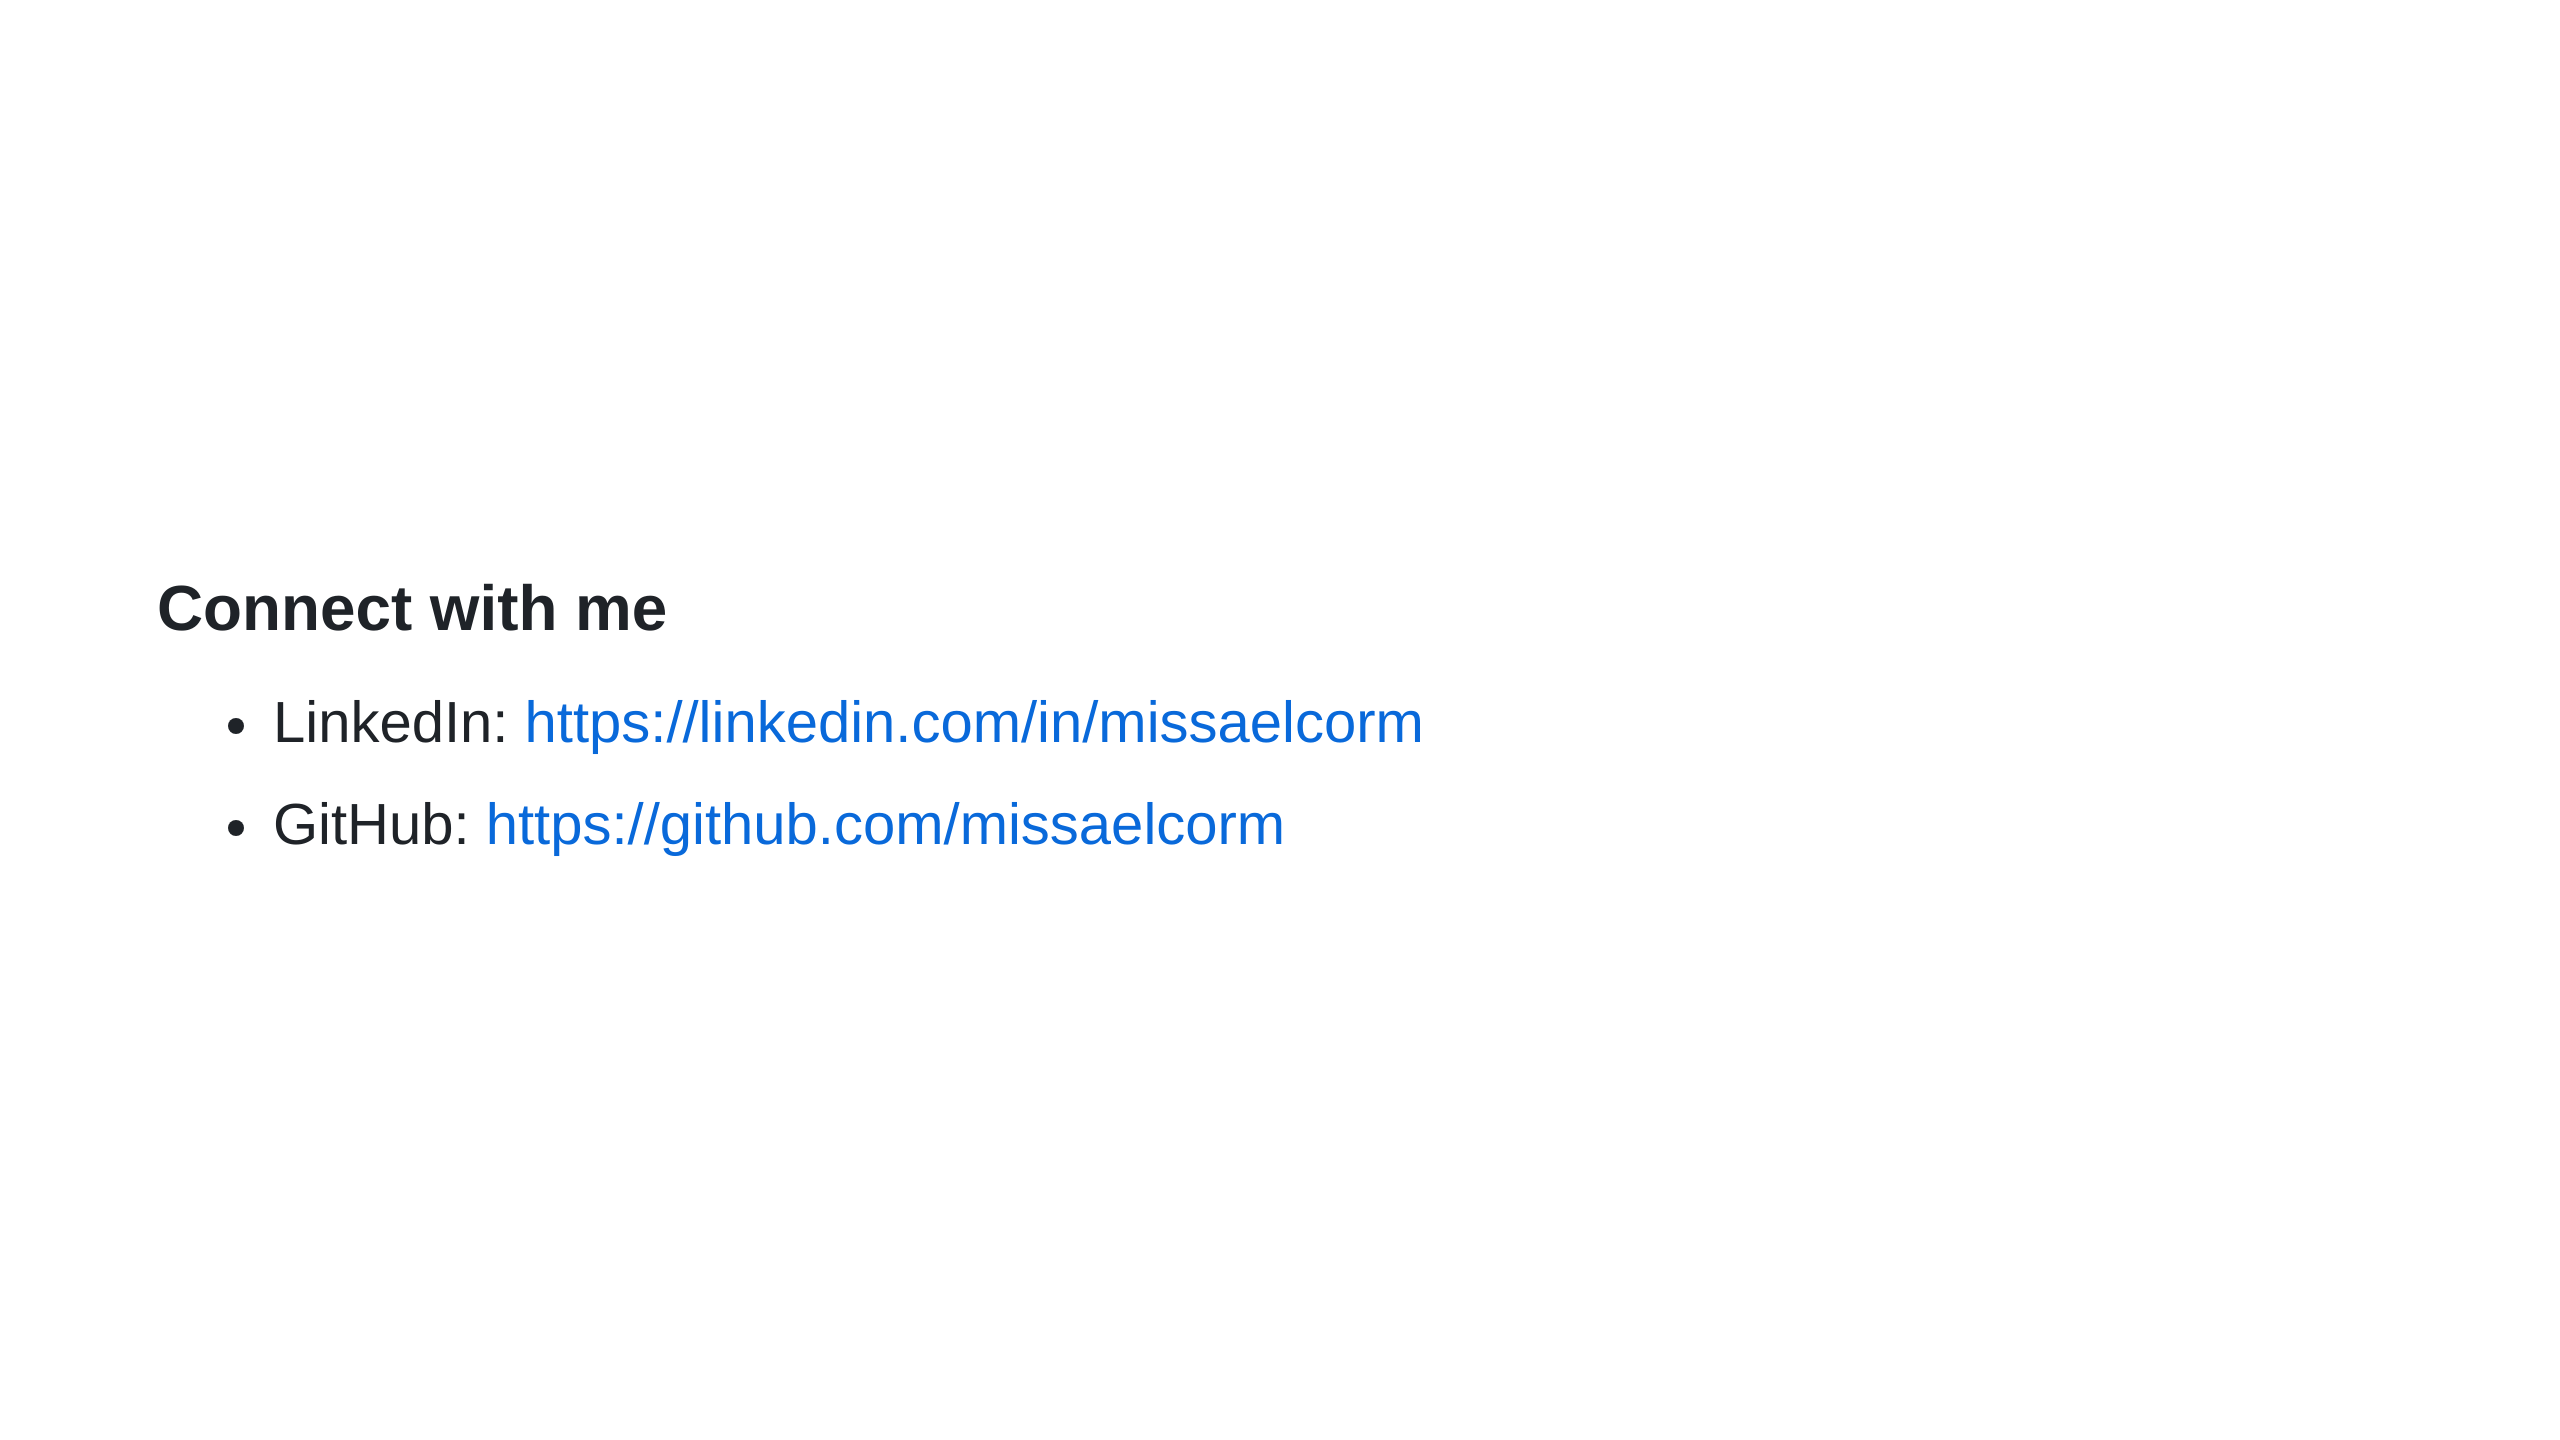 Connect with me
• LinkedIn: https://linkedin.com/in/missaelcorm
• GitHub: https://github.com/missaelcorm